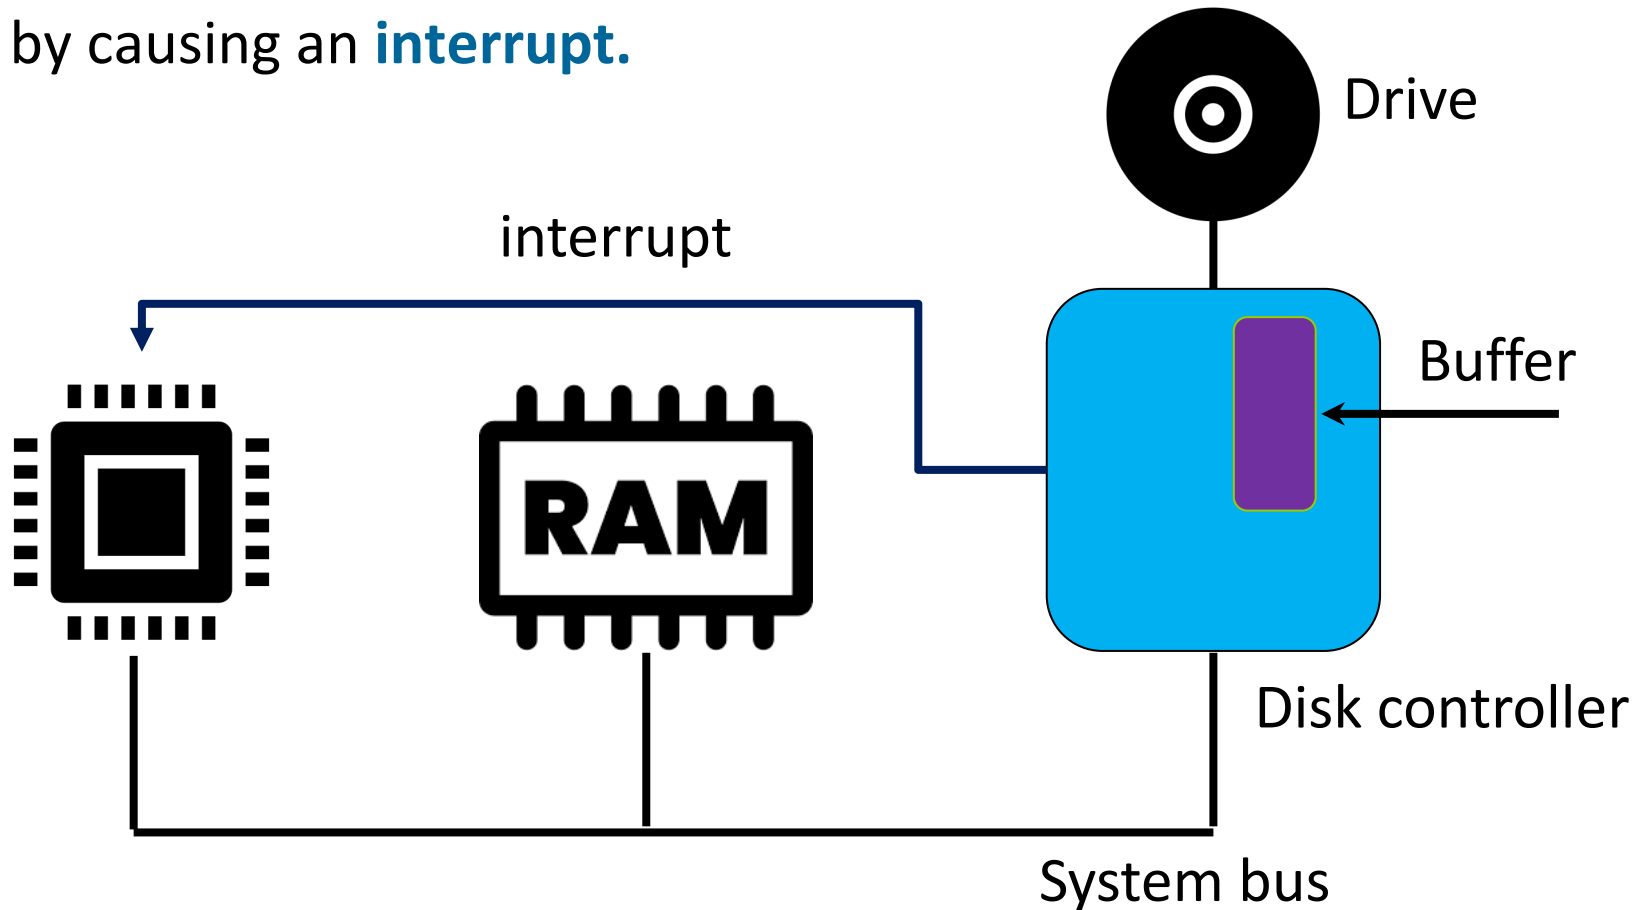 by causing an interrupt.
Drive
interrupt
Buffer
RAM
Disk controller
System bus